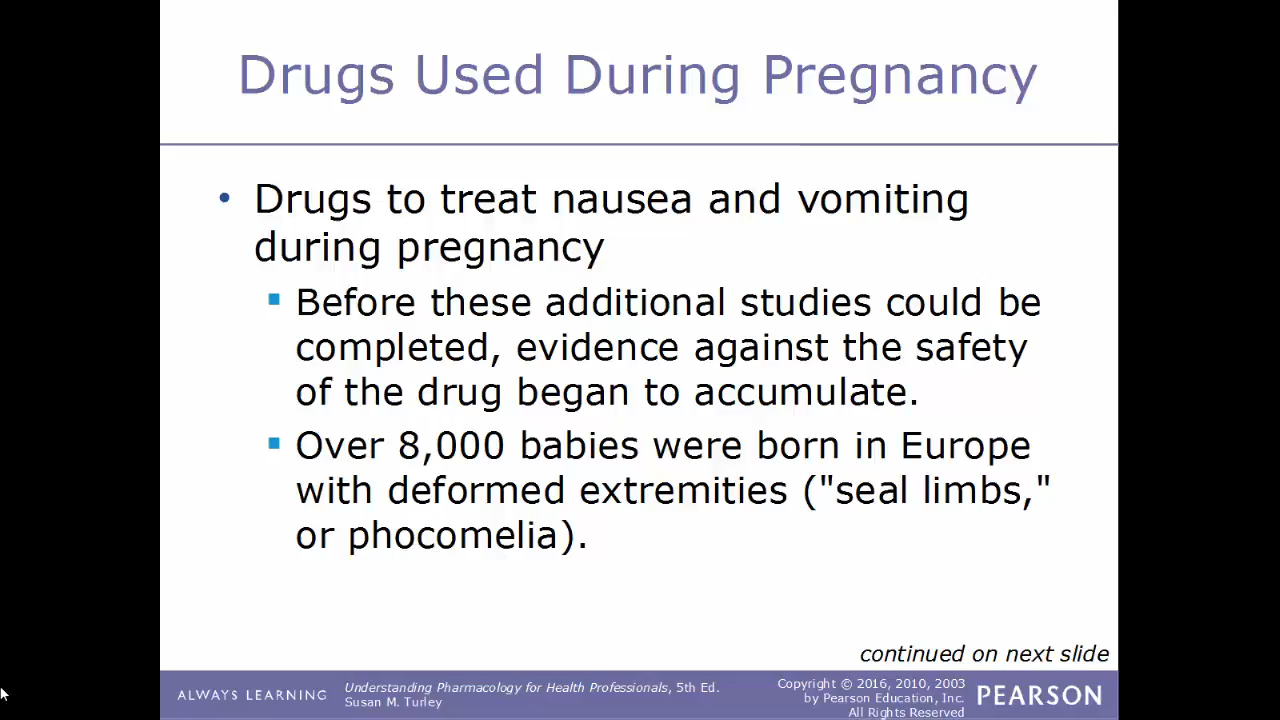 Drugs Used During Pregnancy
• Drugs to treat nausea and vomiting
during pregnancy
▪ Before these additional studies could be
completed, evidence against the safety
of the drug began to accumulate.
▪ Over 8,000 babies were born in Europe
with deformed extremities ("seal limbs,"
or phocomelia).
continued on next slide
ALWAYS LEARNING
Understanding Pharmacology for Health Professionals, 5th Ed.
Susan M. Turley
Copyright © 2016, 2010, 2003
by Pearson Education, Inc.
All Rights Reserved
PEARSON